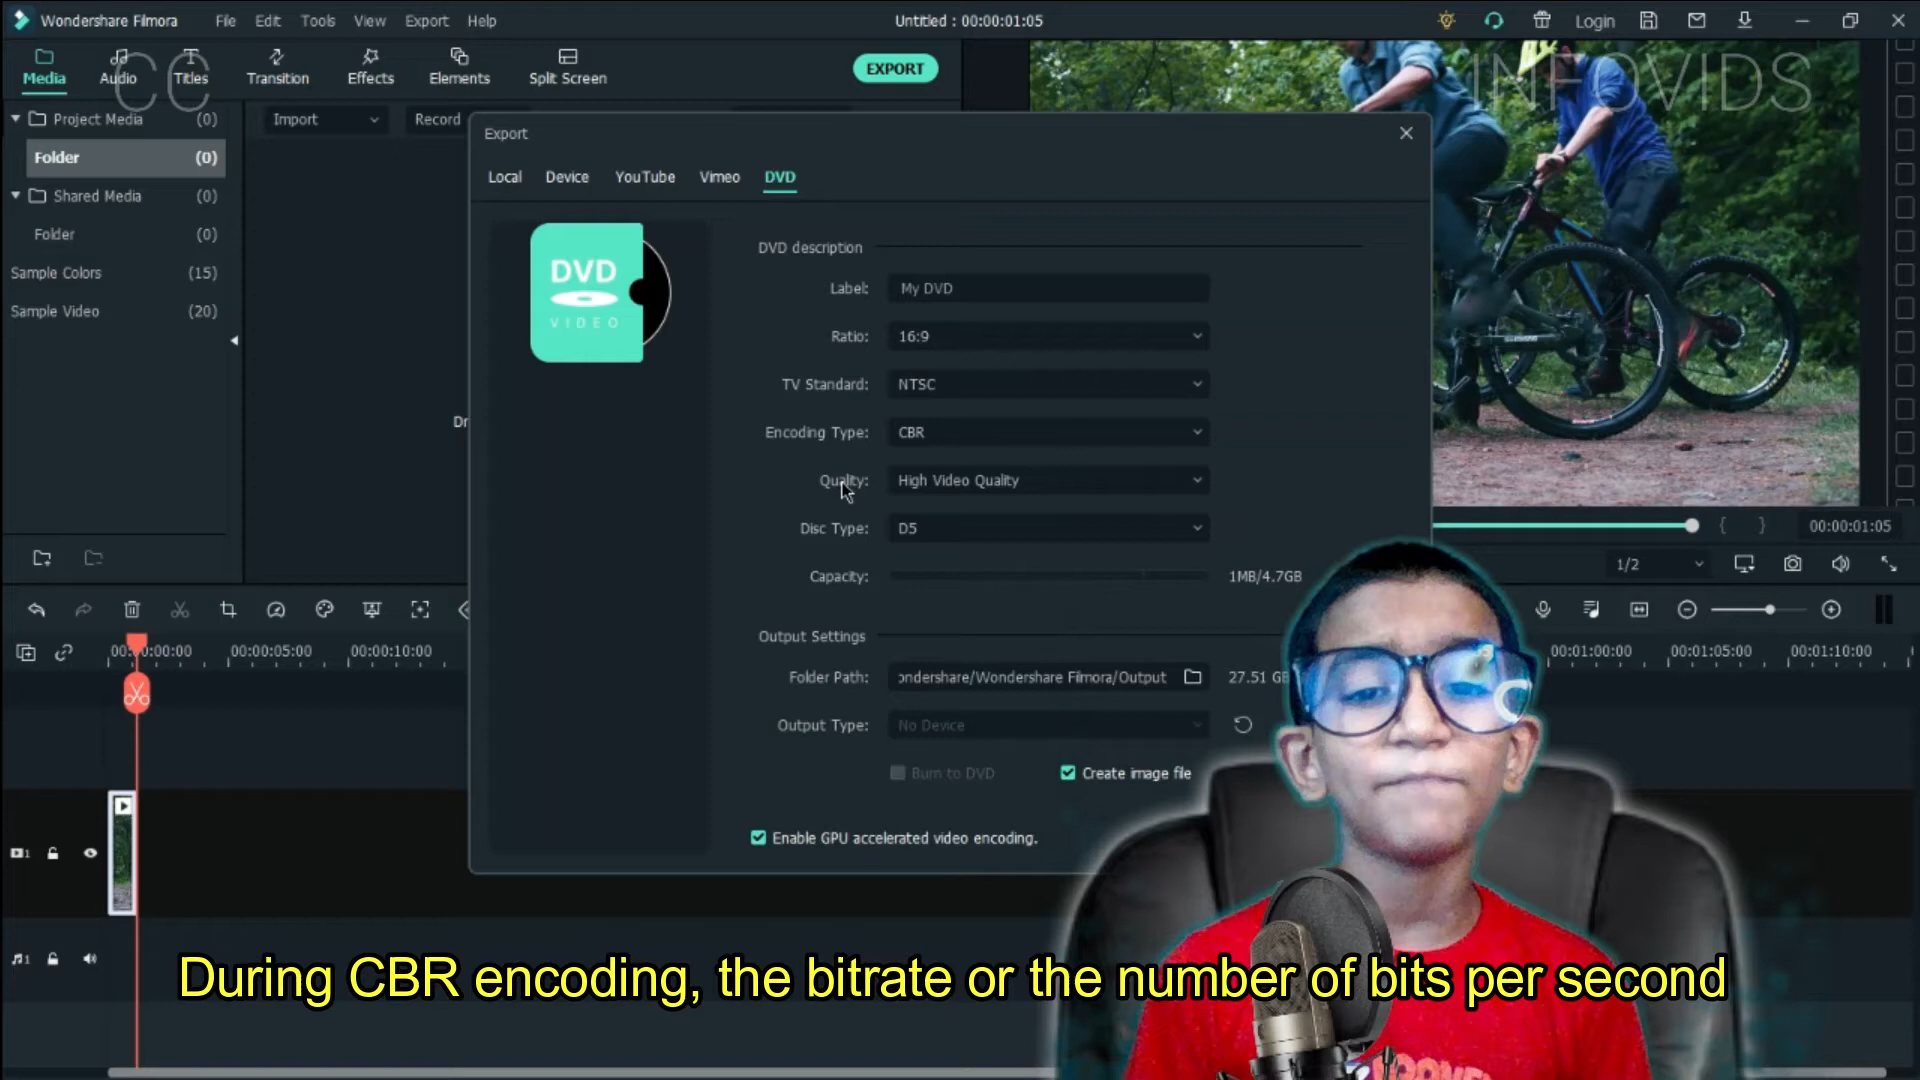 Wondershare Filmora File Edit Tools View Export Help Untitled : 00:00:01:05 Login
Media Audio Titles Transition Effects Elements Split Screen EXPORT
CC INFOVIDS
Project Media (0) Import Record
Folder (0)
Shared Media (0)
Folder (0)
Sample Colors (15)
Sample Video (20)
Dr
Export
Local Device YouTube Vimeo DVD
DVD
VIDEO
DVD description
Label: My DVD
Ratio: 16:9
TV Standard: NTSC
Encoding Type: CBR
Quality: High Video Quality
Disc Type: D5
Capacity: 1MB/4.7GB
Output Settings
Folder Path: ondershare/Wondershare Filmora/Output 27.51 GB
Output Type: No Device
Burn to DVD Create image file
Enable GPU accelerated video encoding.
{ } 00:00:01:05
1/2
00:00:00:00 00:00:05:00 00:00:10:00 00:01:00:00 00:01:05:00 00:01:10:00
1
1
During CBR encoding, the bitrate or the number of bits per second